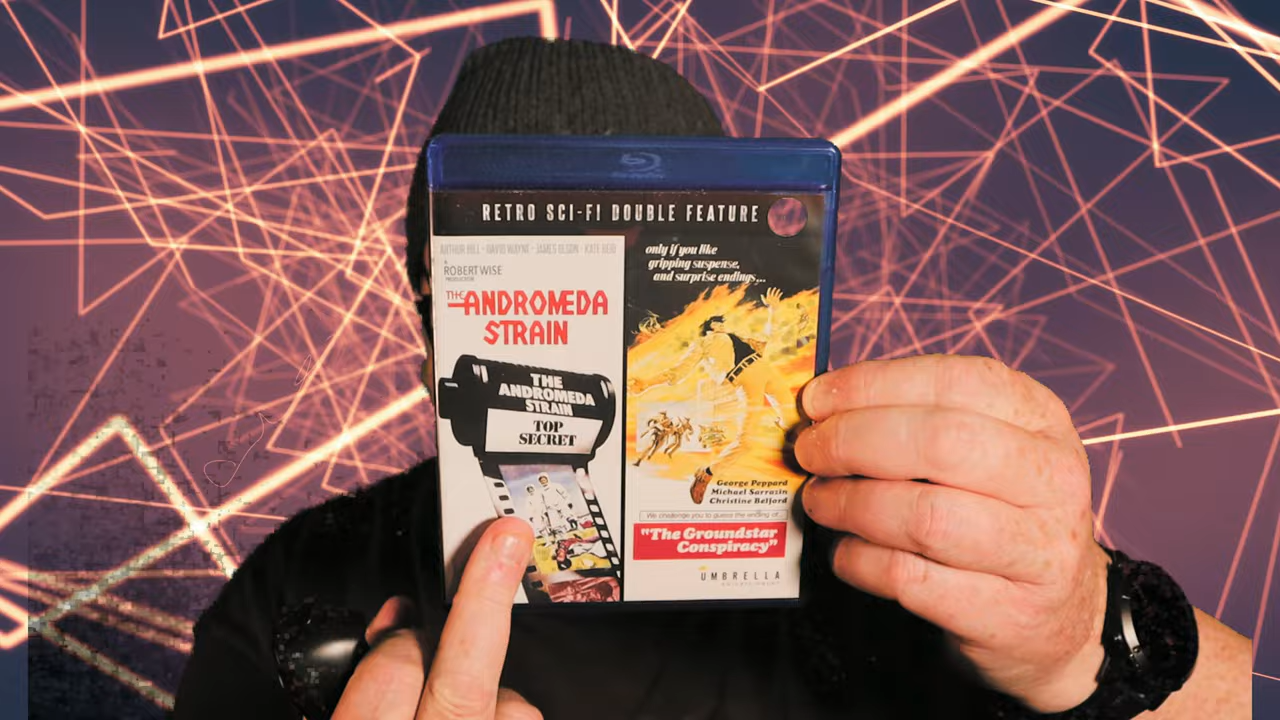 RETRO SCI-FI DOUBLE FEATURE
ARTHUR HILL · DAVID WAYNE · JAMES OLSON · KATE REID
A
ROBERT WISE
PRODUCTION
THE ANDROMEDA
STRAIN
THE
ANDROMEDA
STRAIN
TOP
SECRET
only if you like
gripping suspense,
and surprise endings...
George Peppard
Michael Sarrazin
Christine Belford
We challenge you to guess the ending of...
"The Groundstar
Conspiracy"
UMBRELLA